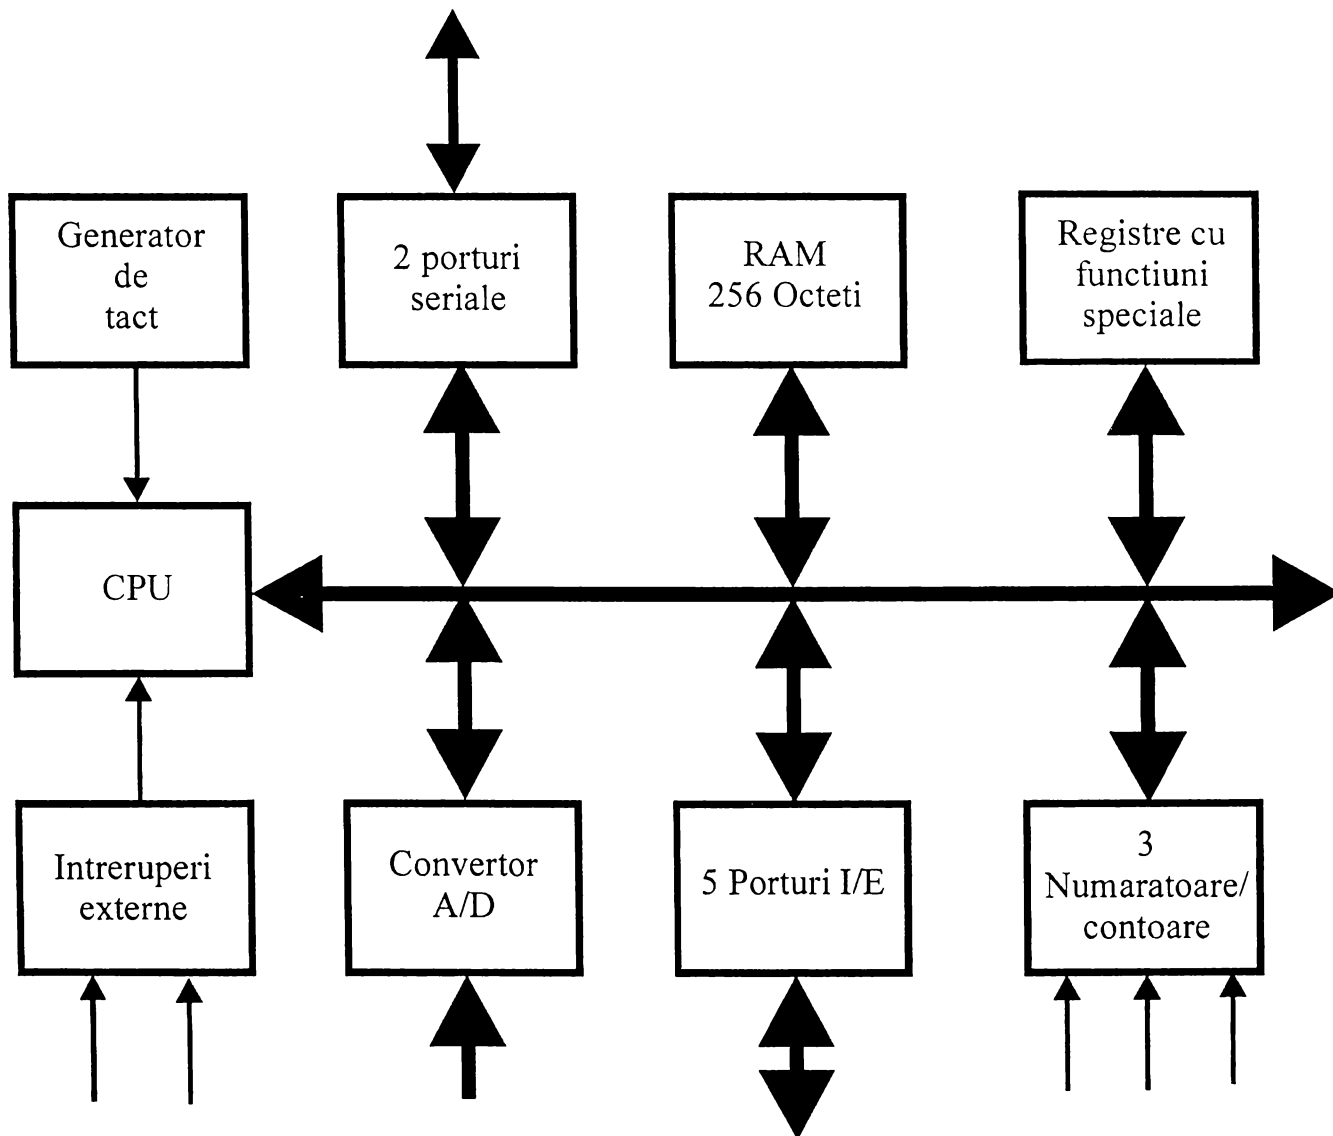 Generator
de
tact
2 porturi
seriale
RAM
256 Octeti
Registre cu
functiuni
speciale
CPU
Intreruperi
externe
Convertor
A/D
5 Porturi I/E
3
Numaratoare/
contoare